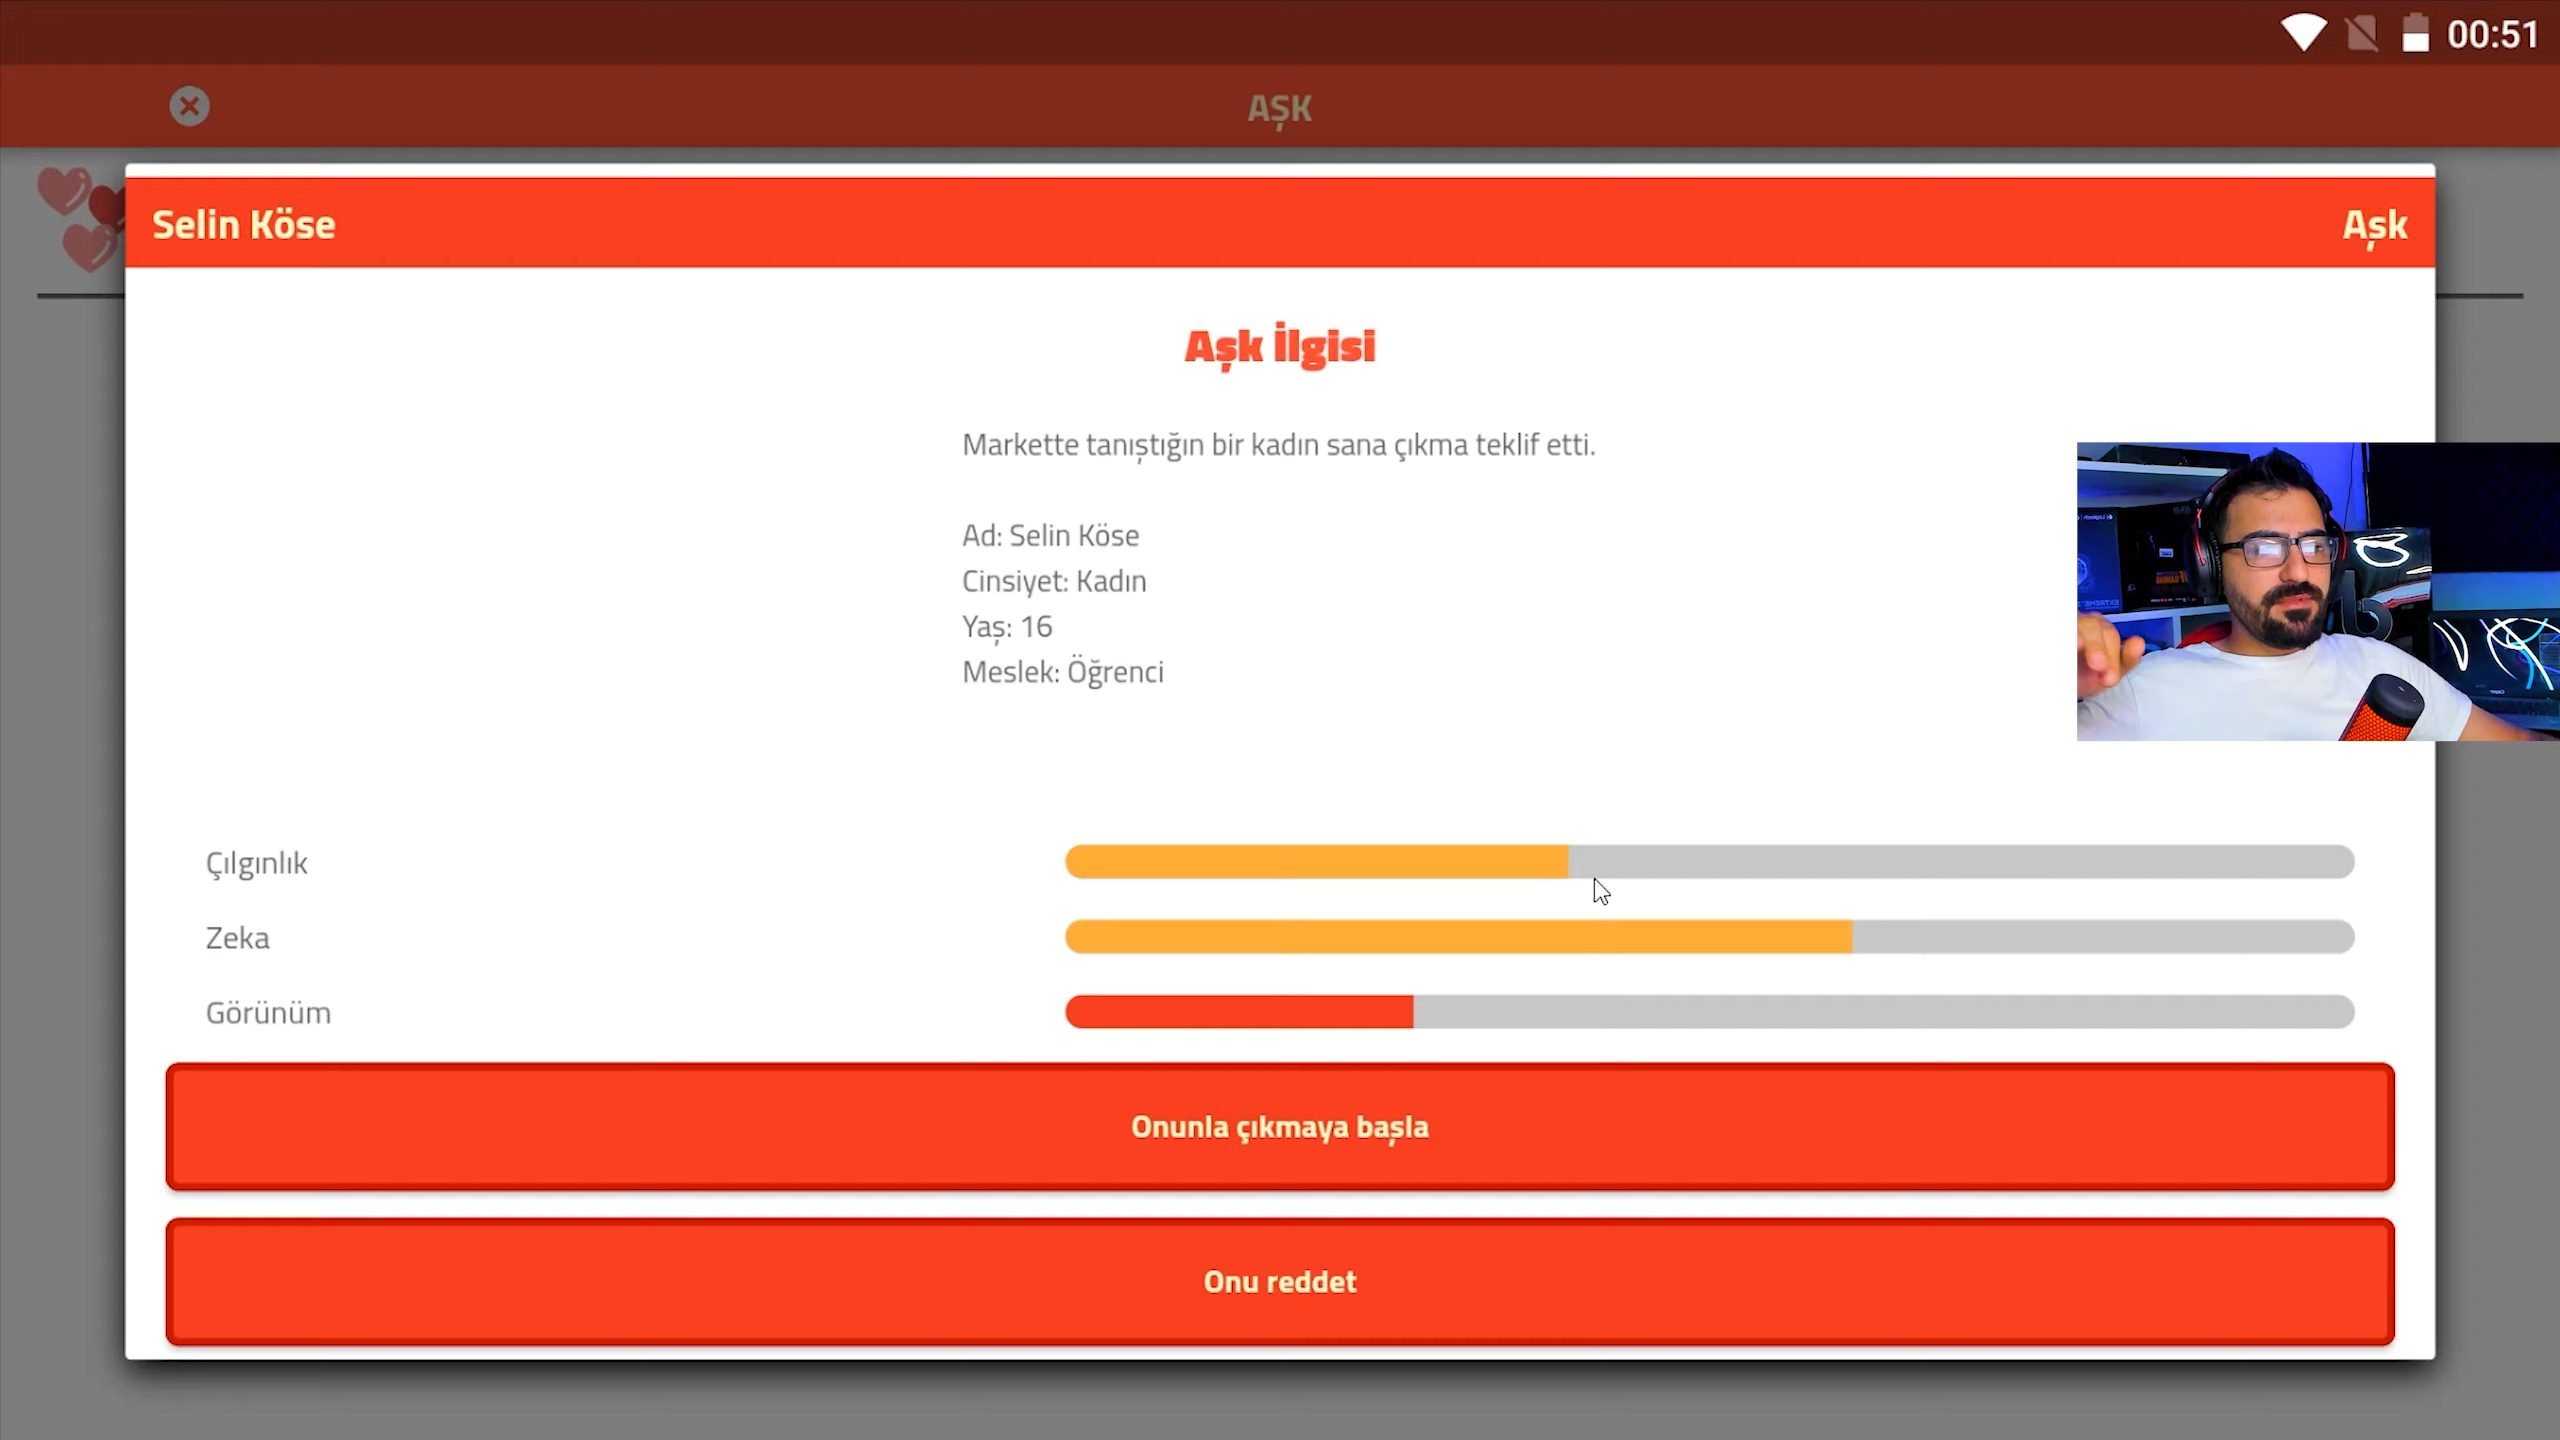 00:51
AŞK
Selin Köse
Aşk
Aşk İlgisi
Markette tanıştığın bir kadın sana çıkma teklif etti.
Ad: Selin Köse
Cinsiyet: Kadın
Yaş: 16
Meslek: Öğrenci
Çılgınlık
Zeka
Görünüm
Onunla çıkmaya başla
Onu reddet